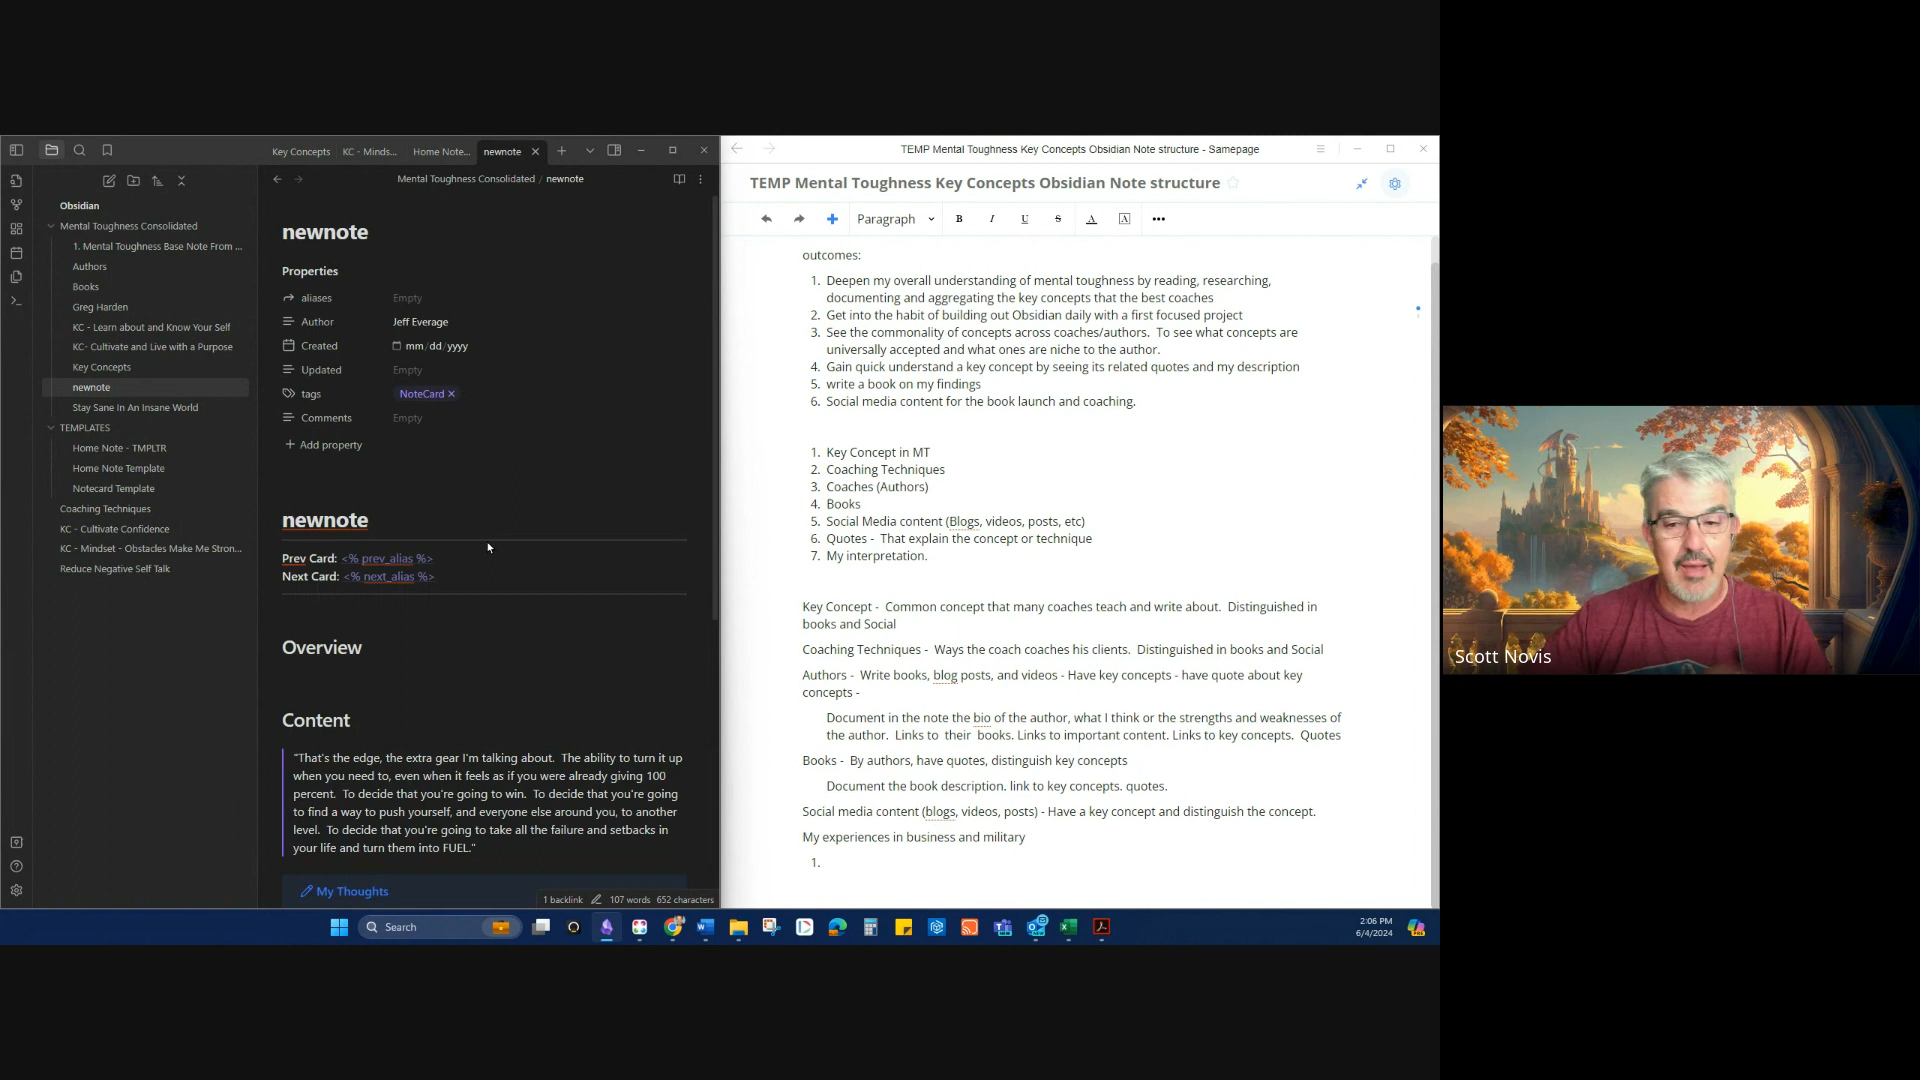 Key Concepts
KC - Minds...
Home Note...
newnote
Obsidian
Mental Toughness Consolidated
1. Mental Toughness Base Note From ...
Authors
Books
Greg Harden
KC - Learn about and Know Your Self
KC- Cultivate and Live with a Purpose
Key Concepts
newnote
Stay Sane In An Insane World
TEMPLATES
Home Note - TMPLTR
Home Note Template
Notecard Template
Coaching Techniques
KC - Cultivate Confidence
KC - Mindset - Obstacles Make Me Stron...
Reduce Negative Self Talk
Mental Toughness Consolidated / newnote
newnote
Properties
aliases Empty
Author Jeff Everage
Created mm/dd/yyyy
Updated Empty
tags NoteCard
Comments Empty
+ Add property
newnote
Prev Card: <% prev_alias %>
Next Card: <% next_alias %>
Overview
Content
"That's the edge, the extra gear I'm talking about. The ability to turn it up
when you need to, even when it feels as if you were already giving 100
percent. To decide that you're going to win. To decide that you're going
to find a way to push yourself, and everyone else around you, to another
level. To decide that you're going to take all the failure and setbacks in
your life and turn them into FUEL."
My Thoughts
1 backlink 107 words 652 characters
TEMP Mental Toughness Key Concepts Obsidian Note structure - Samepage
TEMP Mental Toughness Key Concepts Obsidian Note structure
Paragraph B I U S A A
outcomes:
1. Deepen my overall understanding of mental toughness by reading, researching,
documenting and aggregating the key concepts that the best coaches
2. Get into the habit of building out Obsidian daily with a first focused project
3. See the commonality of concepts across coaches/authors. To see what concepts are
universally accepted and what ones are niche to the author.
4. Gain quick understand a key concept by seeing its related quotes and my description
5. write a book on my findings
6. Social media content for the book launch and coaching.
1. Key Concept in MT
2. Coaching Techniques
3. Coaches (Authors)
4. Books
5. Social Media content (Blogs, videos, posts, etc)
6. Quotes - That explain the concept or technique
7. My interpretation.
Key Concept - Common concept that many coaches teach and write about. Distinguished in
books and Social
Coaching Techniques - Ways the coach coaches his clients. Distinguished in books and Social
Authors - Write books, blog posts, and videos - Have key concepts - have quote about key
concepts -
Document in the note the bio of the author, what I think or the strengths and weaknesses of
the author. Links to their books. Links to important content. Links to key concepts. Quotes
Books - By authors, have quotes, distinguish key concepts
Document the book description. link to key concepts. quotes.
Social media content (blogs, videos, posts) - Have a key concept and distinguish the concept.
My experiences in business and military
1.
Search
2:06 PM
6/4/2024
Scott Novis